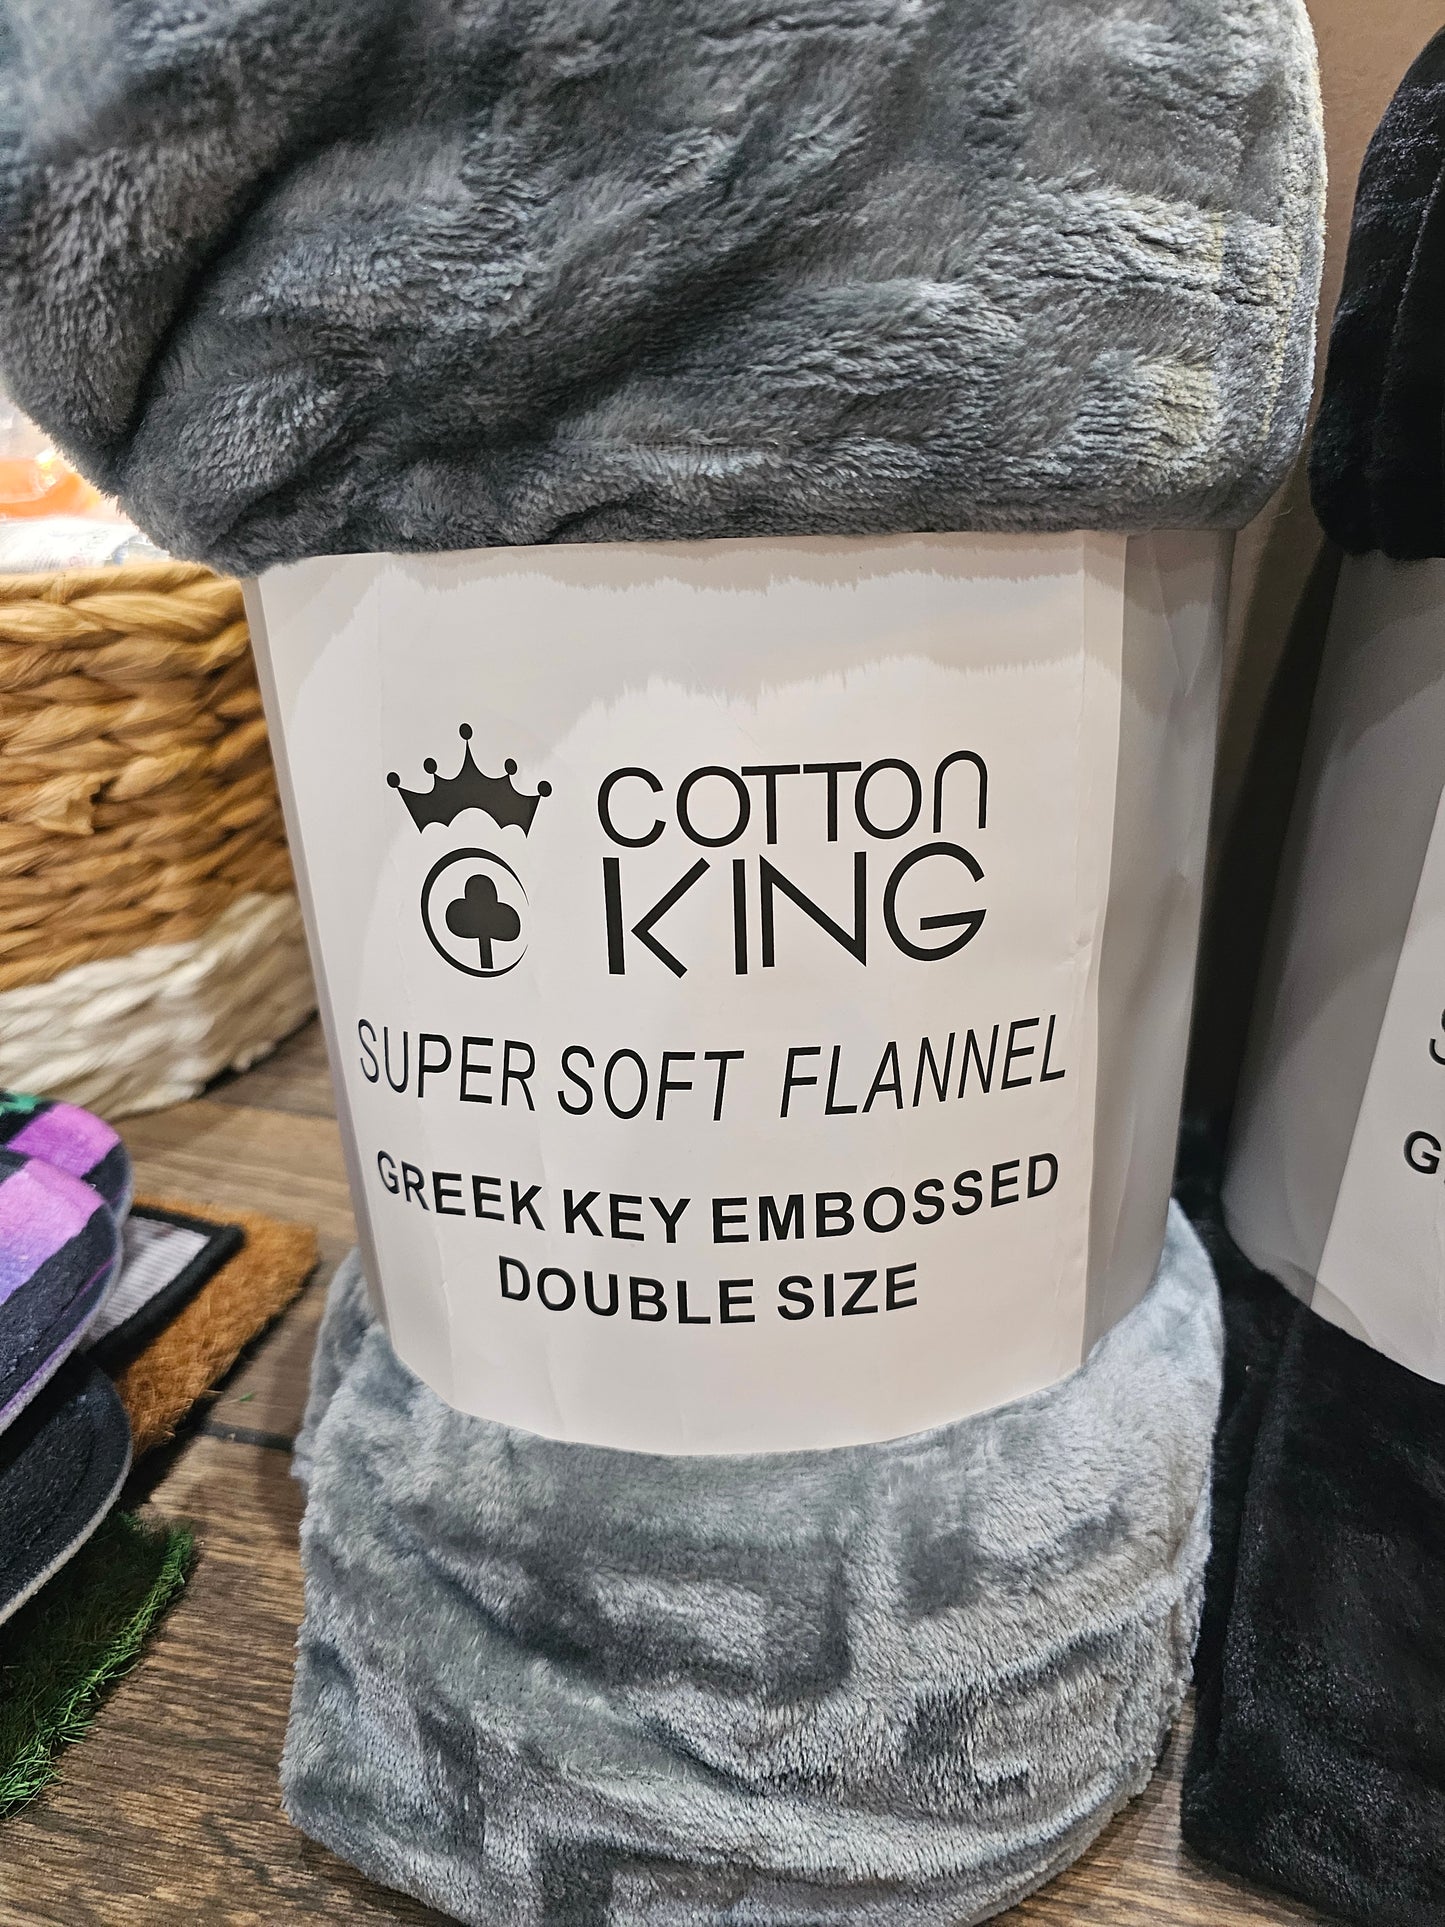 COTTON
KING
SUPER SOFT FLANNEL
GREEK KEY EMBOSSED
DOUBLE SIZE